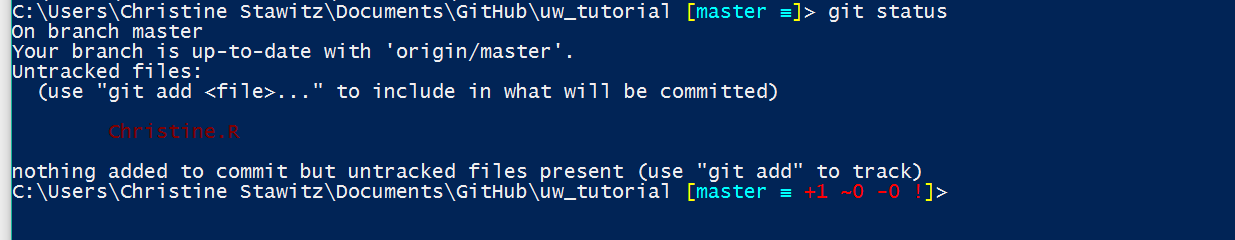 C:\Users\Christine Stawitz\Documents\GitHub\uw_tutorial [master ≡]> git status
On branch master
Your branch is up-to-date with 'origin/master'.
Untracked files:
  (use "git add <file>..." to include in what will be committed)

        Christine.R

nothing added to commit but untracked files present (use "git add" to track)
C:\Users\Christine Stawitz\Documents\GitHub\uw_tutorial [master ≡ +1 ~0 -0 !]>